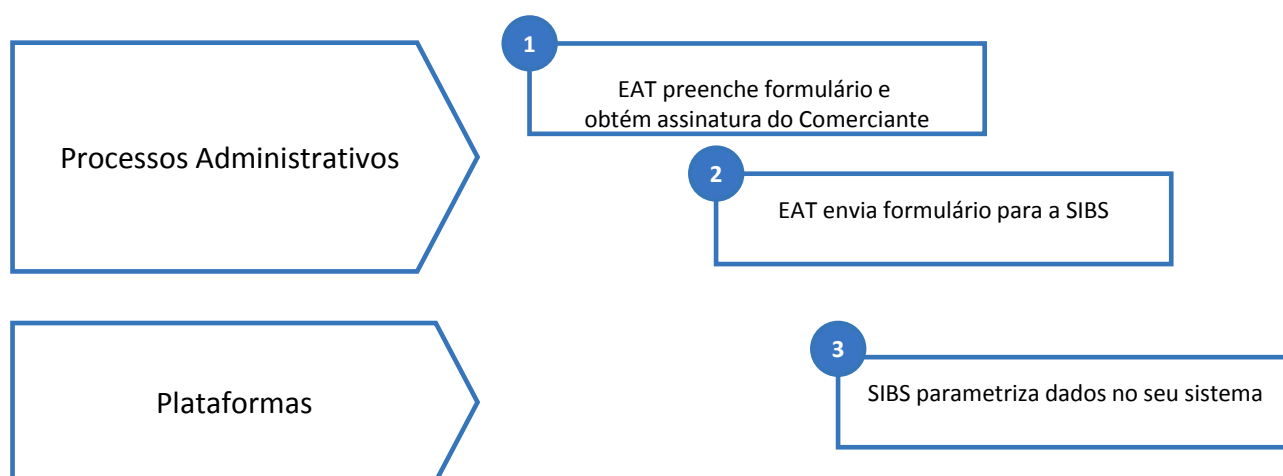 1
EAT preenche formulário e
obtém assinatura do Comerciante
Processos Administrativos
2
EAT envia formulário para a SIBS
3
SIBS parametriza dados no seu sistema
Plataformas